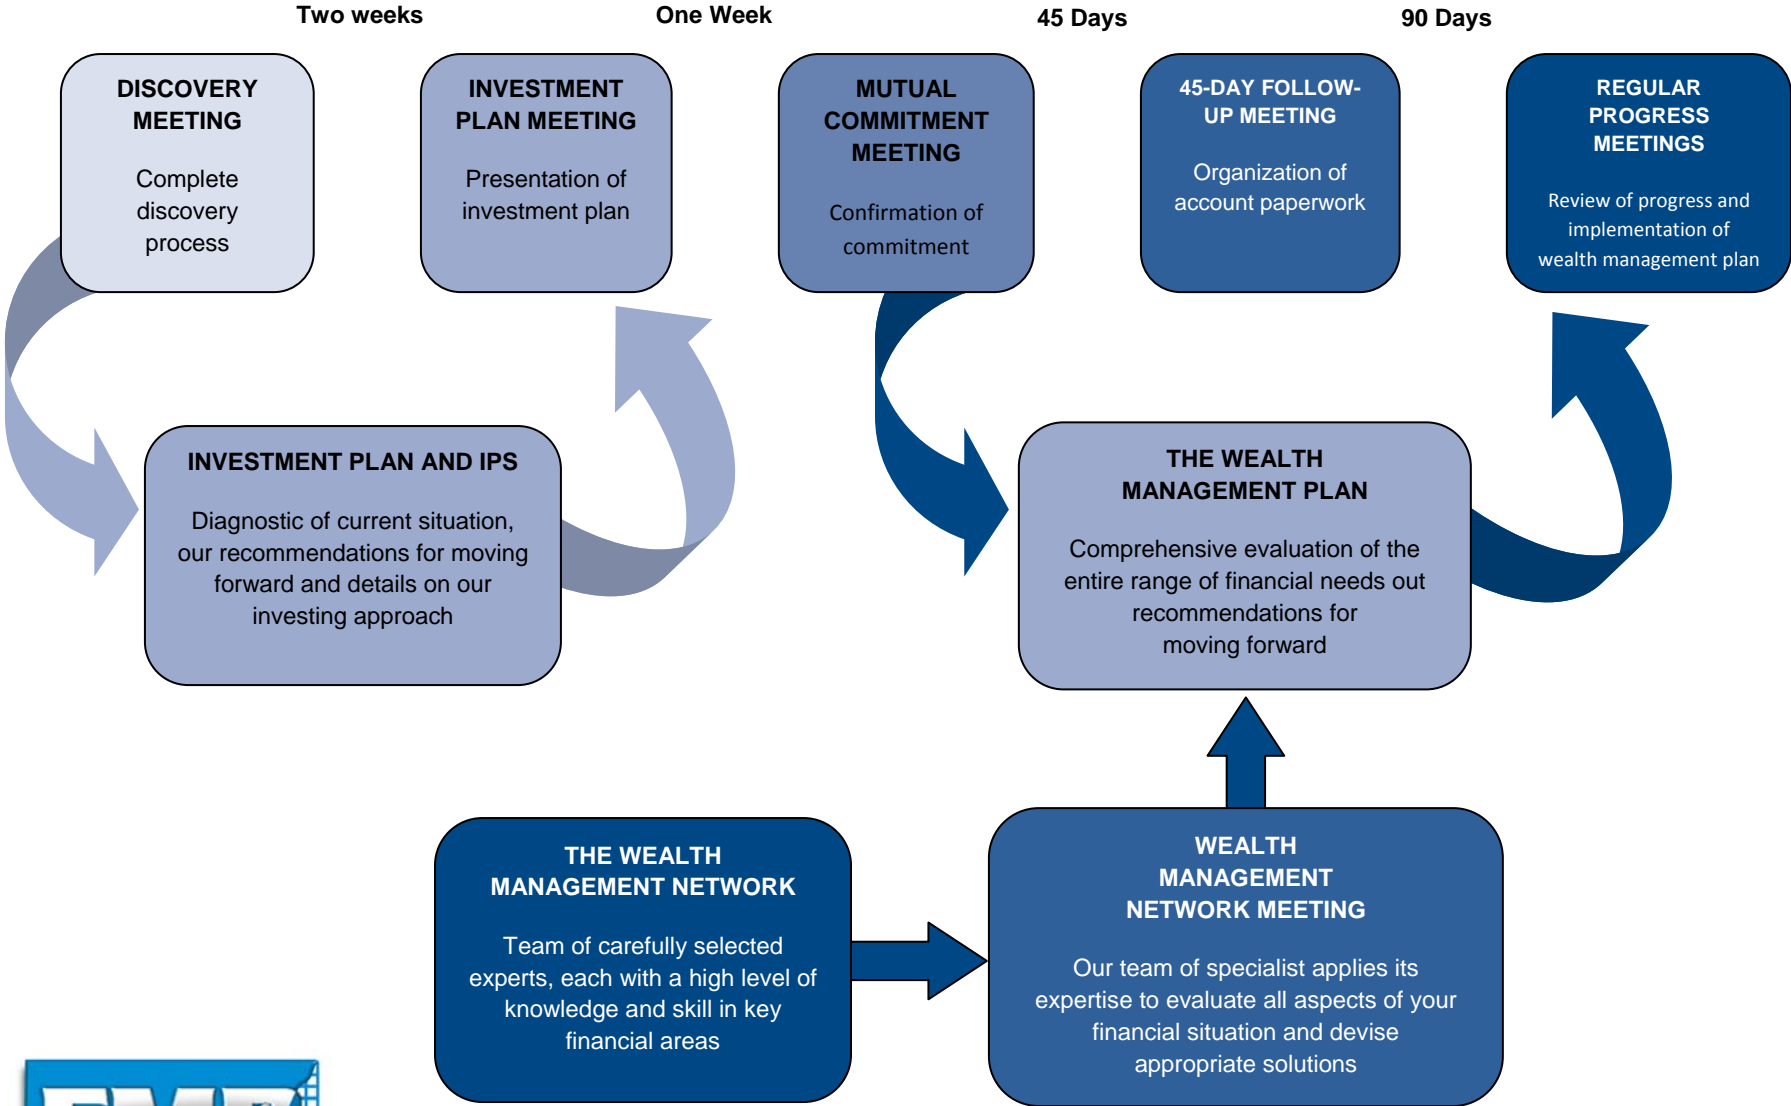 Two weeks
One Week
45 Days
90 Days
DISCOVERY
MEETING
Complete
discovery
process
INVESTMENT
PLAN MEETING
Presentation of
investment plan
MUTUAL
COMMITMENT
MEETING
Confirmation of
commitment
45-DAY FOLLOW-
UP MEETING
Organization of
account paperwork
REGULAR
PROGRESS
MEETINGS
Review of progress and
implementation of
wealth management plan
INVESTMENT PLAN AND IPS
Diagnostic of current situation,
our recommendations for moving
forward and details on our
investing approach
THE WEALTH
MANAGEMENT PLAN
Comprehensive evaluation of the
entire range of financial needs out
recommendations for
moving forward
THE WEALTH
MANAGEMENT NETWORK
Team of carefully selected
experts, each with a high level of
knowledge and skill in key
financial areas
WEALTH
MANAGEMENT
NETWORK MEETING
Our team of specialist applies its
expertise to evaluate all aspects of your
financial situation and devise
appropriate solutions